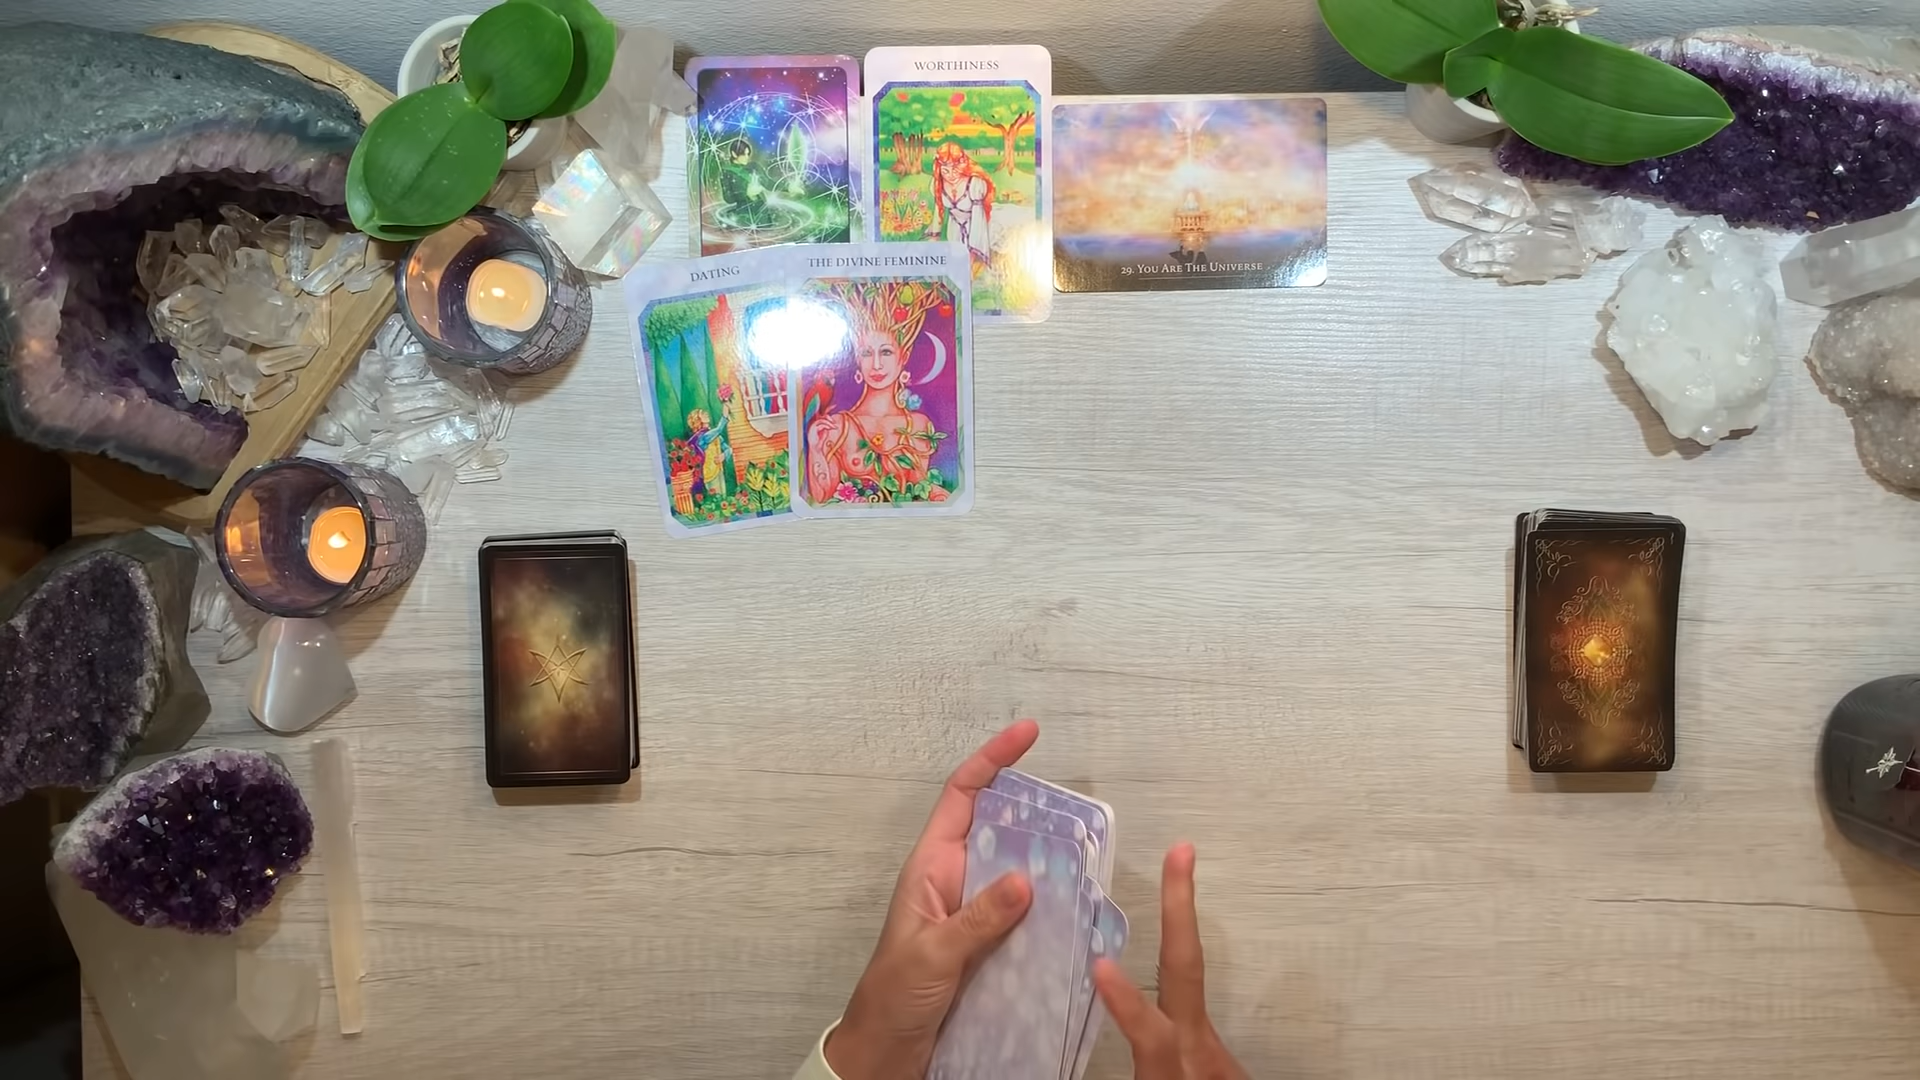 WORTHINESS
29. YOU ARE THE UNIVERSE
DATING
THE DIVINE FEMININE